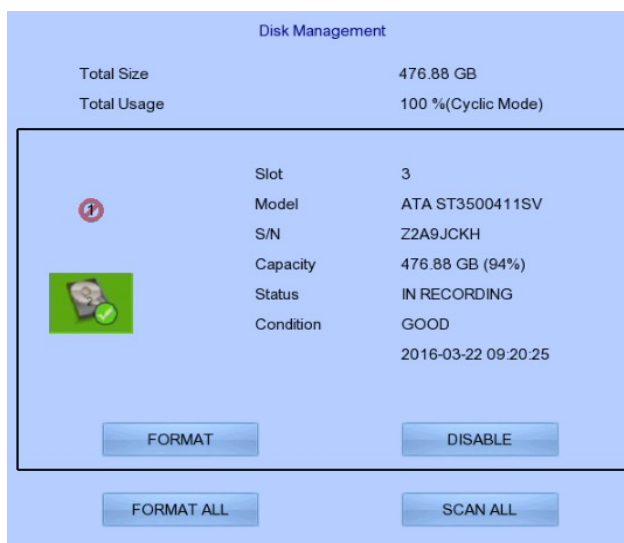 Disk Management
Total Size 476.88 GB
Total Usage 100 %(Cyclic Mode)
Slot 3
1
Model ATA ST3500411SV
S/N Z2A9JCKH
Capacity 476.88 GB (94%)
Status IN RECORDING
Condition GOOD
2016-03-22 09:20:25
FORMAT DISABLE
FORMAT ALL SCAN ALL